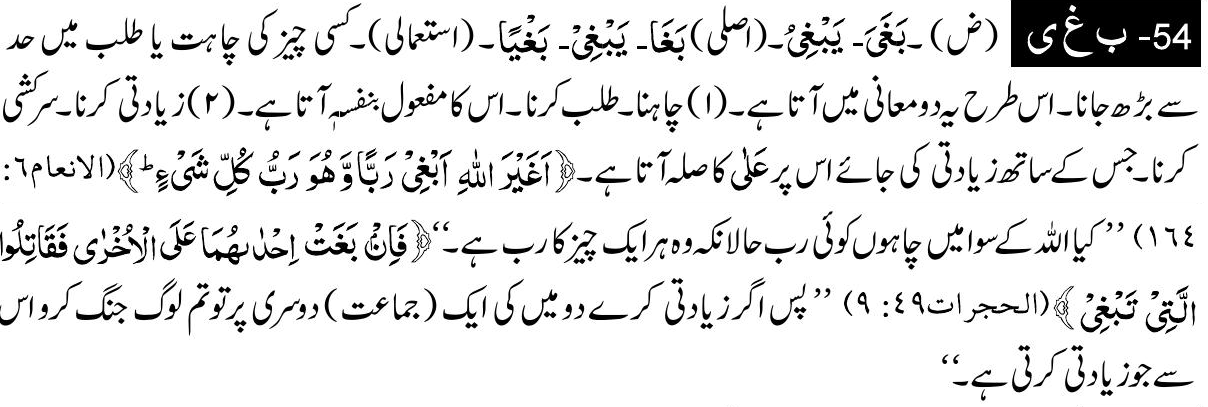 54- ب غ ی (ض)۔بَغَیَ۔ یَبْغِیُ۔(اصلی)بَغَا۔ یَبْغِیْ۔ بَغْیًا۔(استعمالی)۔کسی چیز کی چاہت یا طلب میں حد
سے بڑھ جانا۔اس طرح یہ دو معانی میں آتا ہے۔(۱) چاہنا۔طلب کرنا۔اس کا مفعول بنفسہٖ آتا ہے۔(۲) زیادتی کرنا۔سرکشی
کرنا۔جس کے ساتھ زیادتی کی جائے اس پر عَلٰی کا صلہ آتا ہے۔﴿اَغَیْرَ اللّٰهِ اَبْغِیْ رَبًّا وَّ هُوَ رَبُّ کُلِّ شَیْءٍ ؕ﴾(الانعام٦:
١٦٤) ’’کیا اللہ کے سوا میں چاہوں کوئی رب حالانکہ وہ ہر ایک چیز کا رب ہے۔‘‘﴿فَاِنْۢ بَغَتْ اِحْدٰىهُمَا عَلَی الْاُخْرٰی فَقَاتِلُوا
الَّتِیْ تَبْغِیْ﴾(الحجرات٤٩: ٩) ’’پس اگر زیادتی کرے دو میں کی ایک (جماعت) دوسری پر تو تم لوگ جنگ کرو اس
سے جو زیادتی کرتی ہے۔‘‘